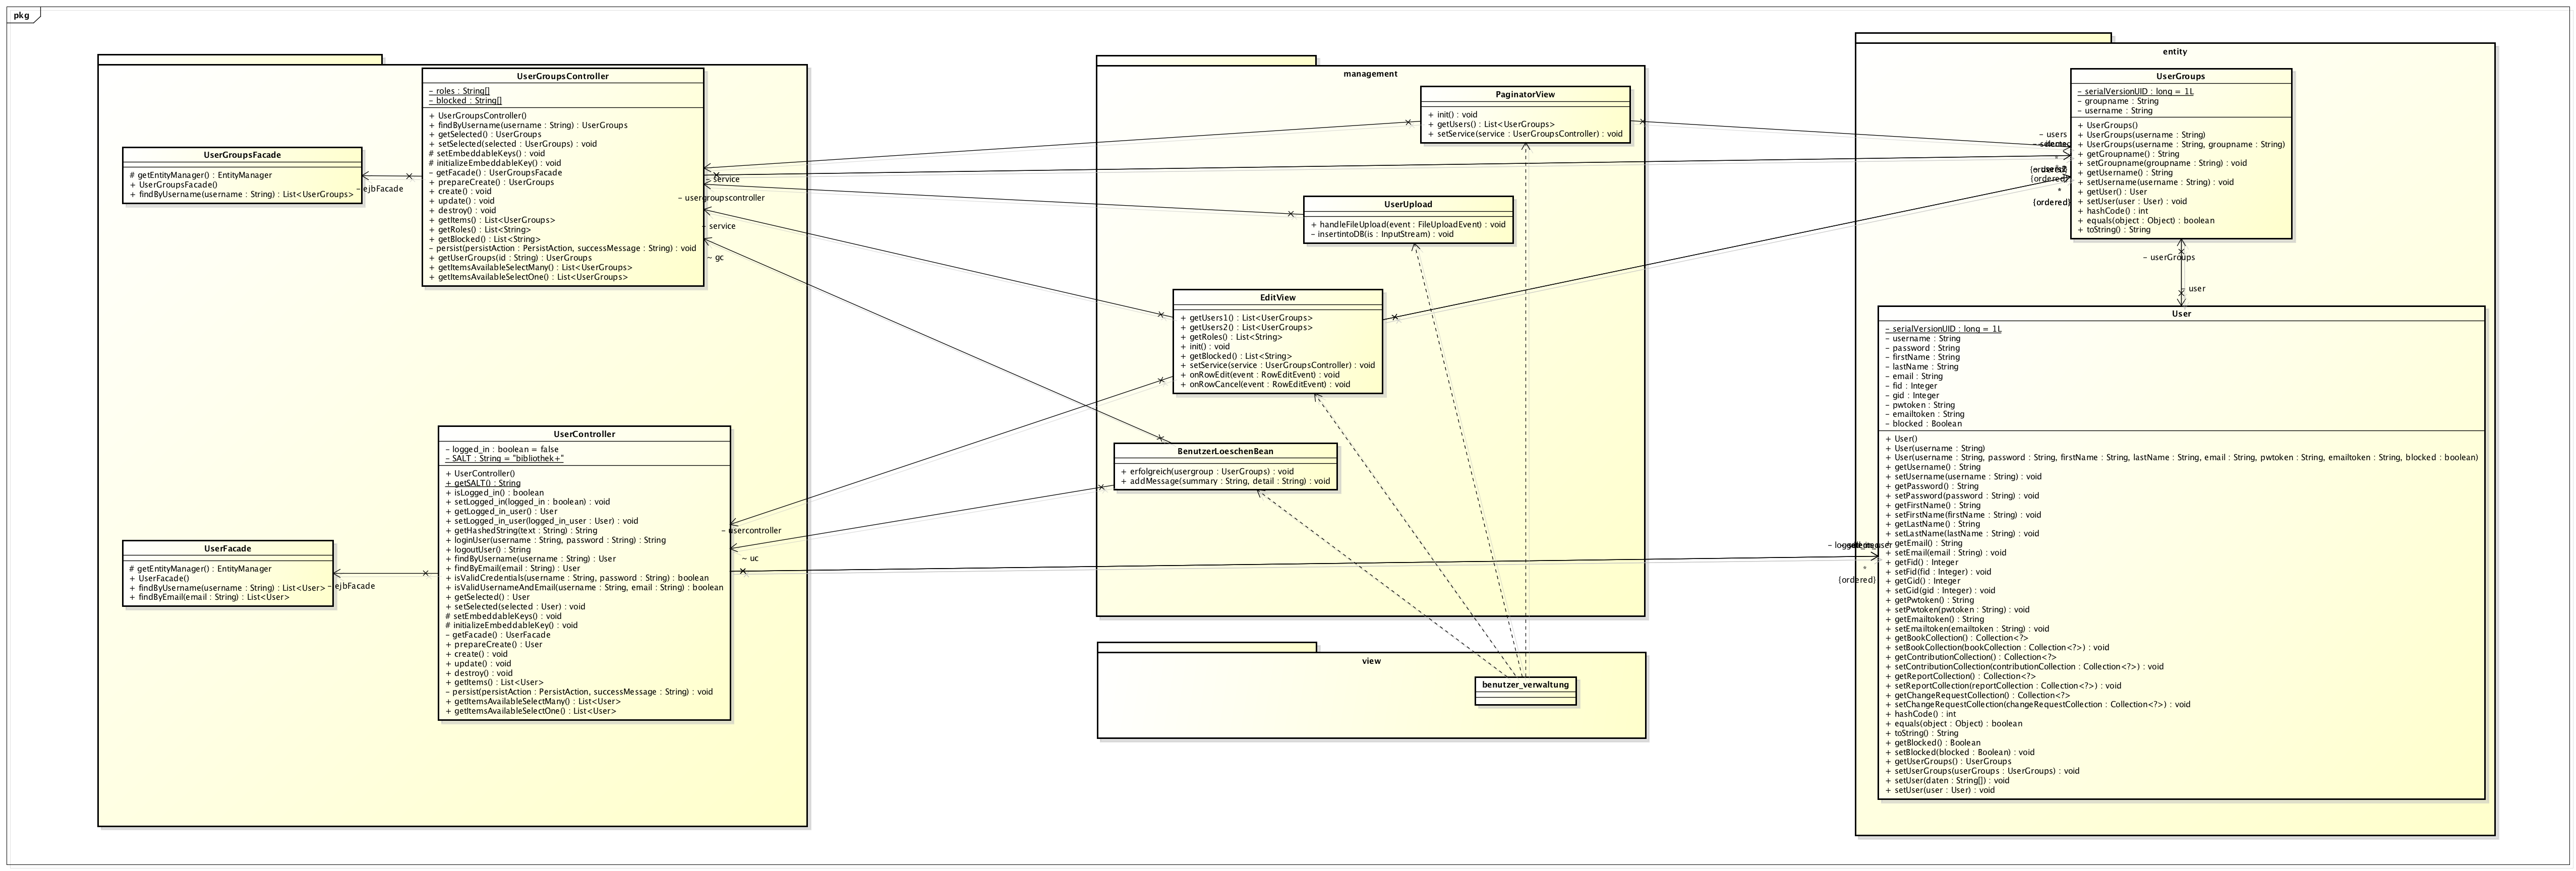 pkg
UserGroupsController
- roles : String[]
- blocked : String[]
+ UserGroupsController()
+ findByUsername(username : String) : UserGroups
+ getSelected() : UserGroups
+ setSelected(selected : UserGroups) : void
# setEmbeddableKeys() : void
# initializeEmbeddableKey() : void
- getFacade() : UserGroupsFacade
+ prepareCreate() : UserGroups
+ create() : void
+ update() : void
+ destroy() : void
+ getItems() : List<UserGroups>
+ getRoles() : List<String>
+ getBlocked() : List<String>
- persist(persistAction : PersistAction, successMessage : String) : void
+ getUserGroups(id : String) : UserGroups
+ getItemsAvailableSelectMany() : List<UserGroups>
+ getItemsAvailableSelectOne() : List<UserGroups>
UserGroupsFacade
# getEntityManager() : EntityManager
+ UserGroupsFacade()
+ findByUsername(username : String) : List<UserGroups>
- ejbFacade
- service
- usergroupscontroller
- service
~ gc
UserController
- logged_in : boolean = false
- SALT : String = "bibliothek+"
+ UserController()
+ getSALT() : String
+ isLogged_in() : boolean
+ setLogged_in(logged_in : boolean) : void
+ getLogged_in_user() : User
+ setLogged_in_user(logged_in_user : User) : void
+ getHashedString(text : String) : String
+ loginUser(username : String, password : String) : String
+ logoutUser() : String
+ findByUsername(username : String) : User
+ findByEmail(email : String) : User
+ isValidCredentials(username : String, password : String) : boolean
+ isValidUsernameAndEmail(username : String, email : String) : boolean
+ getSelected() : User
+ setSelected(selected : User) : void
# setEmbeddableKeys() : void
# initializeEmbeddableKey() : void
- getFacade() : UserFacade
+ prepareCreate() : User
+ create() : void
+ update() : void
+ destroy() : void
+ getItems() : List<User>
- persist(persistAction : PersistAction, successMessage : String) : void
+ getItemsAvailableSelectMany() : List<User>
+ getItemsAvailableSelectOne() : List<User>
UserFacade
# getEntityManager() : EntityManager
+ UserFacade()
+ findByUsername(username : String) : List<User>
+ findByEmail(email : String) : List<User>
- ejbFacade
- usercontroller
~ uc
management
PaginatorView
+ init() : void
+ getUsers() : List<UserGroups>
+ setService(service : UserGroupsController) : void
UserUpload
+ handleFileUpload(event : FileUploadEvent) : void
- insertintoDB(is : InputStream) : void
EditView
+ getUsers1() : List<UserGroups>
+ getUsers2() : List<UserGroups>
+ getRoles() : List<String>
+ init() : void
+ getBlocked() : List<String>
+ setService(service : UserGroupsController) : void
+ onRowEdit(event : RowEditEvent) : void
+ onRowCancel(event : RowEditEvent) : void
BenutzerLoeschenBean
+ erfolgreich(usergroup : UserGroups) : void
+ addMessage(summary : String, detail : String) : void
view
benutzer_verwaltung
entity
UserGroups
- serialVersionUID : long = 1L
- groupname : String
- username : String
+ UserGroups()
+ UserGroups(username : String)
+ UserGroups(username : String, groupname : String)
+ getGroupname() : String
+ setGroupname(groupname : String) : void
+ getUsername() : String
+ setUsername(username : String) : void
+ getUser() : User
+ setUser(user : User) : void
+ hashCode() : int
+ equals(object : Object) : boolean
+ toString() : String
- users
*
{ordered}
*
{ordered}
- userGroups
- user
User
- serialVersionUID : long = 1L
- username : String
- password : String
- firstName : String
- lastName : String
- email : String
- fid : Integer
- gid : Integer
- pwtoken : String
- emailtoken : String
- blocked : Boolean
+ User()
+ User(username : String)
+ User(username : String, password : String, firstName : String, lastName : String, email : String, pwtoken : String, emailtoken : String, blocked : boolean)
+ getUsername() : String
+ setUsername(username : String) : void
+ getPassword() : String
+ setPassword(password : String) : void
+ getFirstName() : String
+ setFirstName(firstName : String) : void
+ getLastName() : String
+ setLastName(lastName : String) : void
+ getEmail() : String
+ setEmail(email : String) : void
+ getFid() : Integer
+ setFid(fid : Integer) : void
+ getGid() : Integer
+ setGid(gid : Integer) : void
+ getPwtoken() : String
+ setPwtoken(pwtoken : String) : void
+ getEmailtoken() : String
+ setEmailtoken(emailtoken : String) : void
+ getBookCollection() : Collection<?>
+ setBookCollection(bookCollection : Collection<?>) : void
+ getContributionCollection() : Collection<?>
+ setContributionCollection(contributionCollection : Collection<?>) : void
+ getReportCollection() : Collection<?>
+ setReportCollection(reportCollection : Collection<?>) : void
+ getChangeRequestCollection() : Collection<?>
+ setChangeRequestCollection(changeRequestCollection : Collection<?>) : void
+ hashCode() : int
+ equals(object : Object) : boolean
+ toString() : String
+ getBlocked() : Boolean
+ setBlocked(blocked : Boolean) : void
+ getUserGroups() : UserGroups
+ setUserGroups(userGroups : UserGroups) : void
+ setUser(daten : String[]) : void
+ setUser(user : User) : void
*
{ordered}